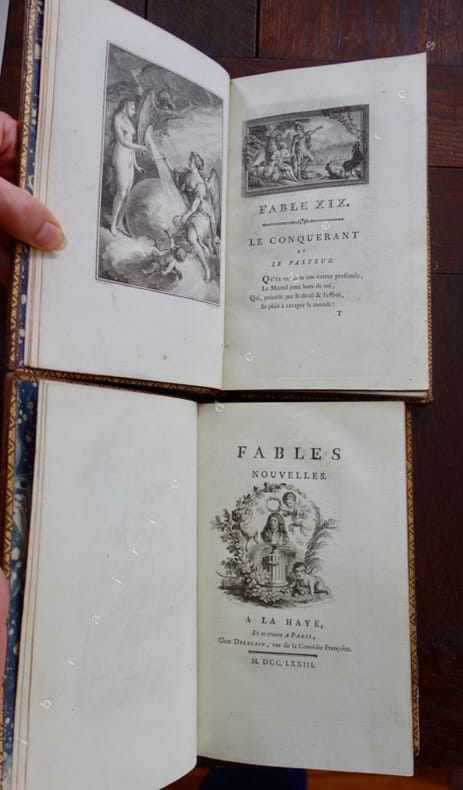 FABLE XIX.
LE CONQUERANT
ET
LE PASTEUR.
QU'IL est dans une erreur profonde,
Le Mortel jetté hors de soi,
Qui, précédé par le deuil & l'effroi,
Se plaît à ravager le monde!
T
FABLES
NOUVELLES.
A LA HAYE,
Et se trouve A PARIS,
Chez DELALAIN, rue de la Comédie Françoise.
M. DCC. LXXIII.